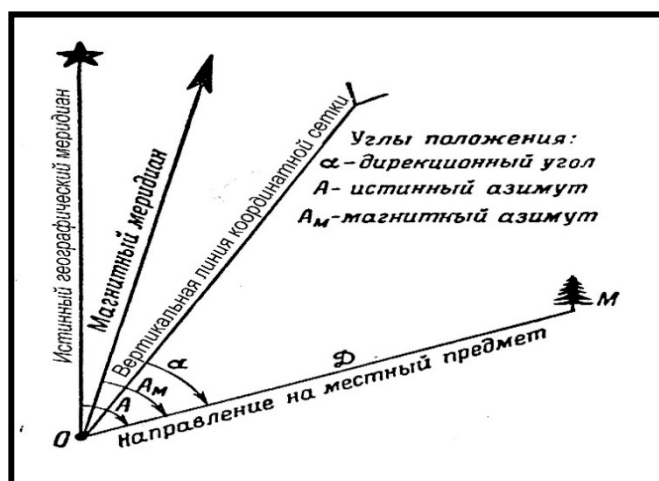 Истинный географический меридиан
Магнитный меридиан
Вертикальная линия координатной сетки
Углы положения:
α-дирекционный угол
А- истинный азимут
Ам-магнитный азимут
М
Д
Направление на местный предмет
α
Ам
А
О